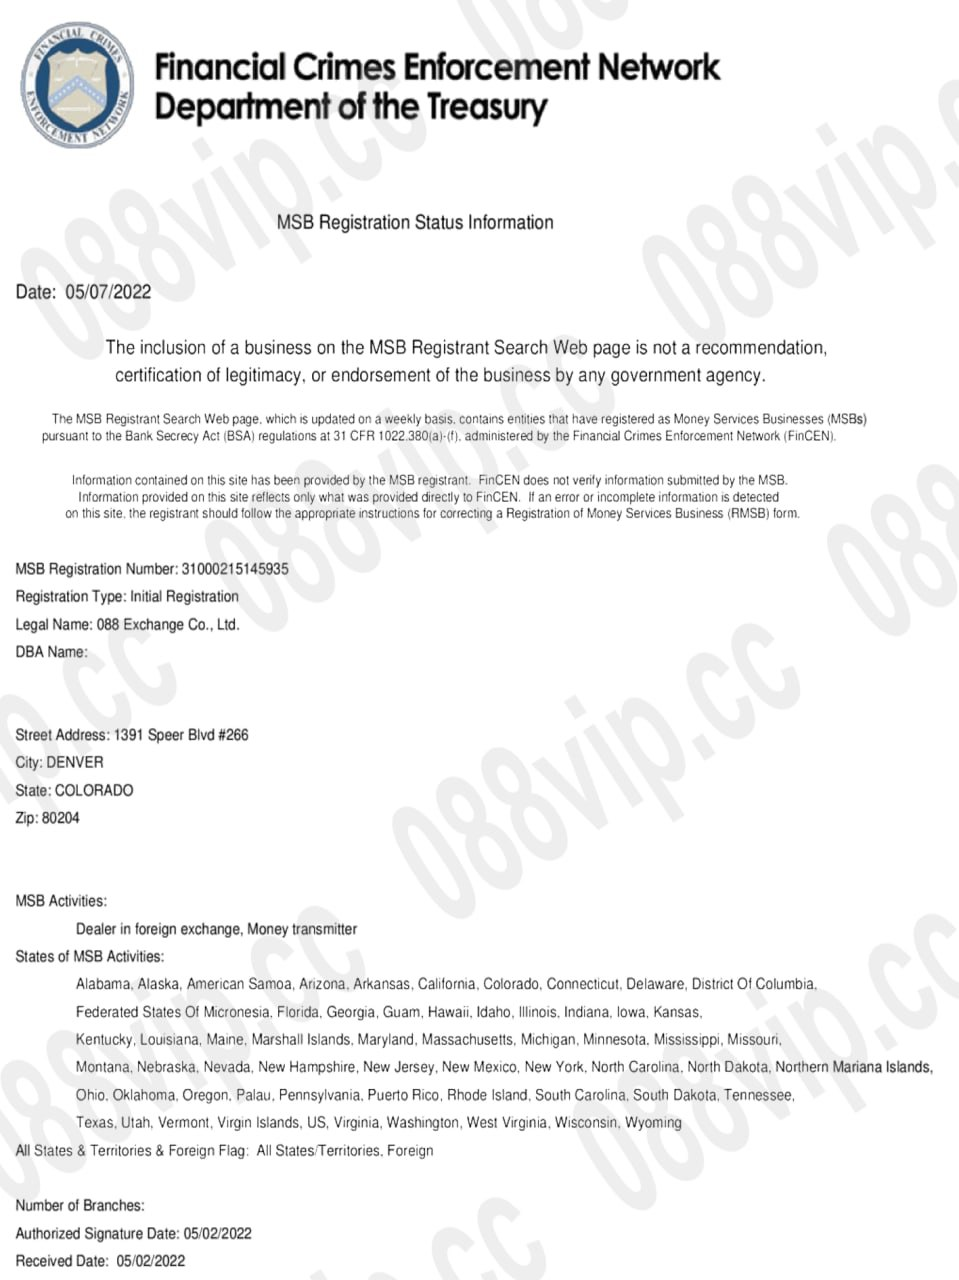 FINANCIAL CRIMES ENFORCEMENT NETWORK
Financial Crimes Enforcement Network
Department of the Treasury
MSB Registration Status Information
Date: 05/07/2022
The inclusion of a business on the MSB Registrant Search Web page is not a recommendation,
certification of legitimacy, or endorsement of the business by any government agency.
The MSB Registrant Search Web page, which is updated on a weekly basis, contains entities that have registered as Money Services Businesses (MSBs)
pursuant to the Bank Secrecy Act (BSA) regulations at 31 CFR 1022.380(a)-(f), administered by the Financial Crimes Enforcement Network (FinCEN).
Information contained on this site has been provided by the MSB registrant. FinCEN does not verify information submitted by the MSB.
Information provided on this site reflects only what was provided directly to FinCEN. If an error or incomplete information is detected
on this site, the registrant should follow the appropriate instructions for correcting a Registration of Money Services Business (RMSB) form.
MSB Registration Number: 31000215145935
Registration Type: Initial Registration
Legal Name: 088 Exchange Co., Ltd.
DBA Name:
Street Address: 1391 Speer Blvd #266
City: DENVER
State: COLORADO
Zip: 80204
MSB Activities:
Dealer in foreign exchange, Money transmitter
States of MSB Activities:
Alabama, Alaska, American Samoa, Arizona, Arkansas, California, Colorado, Connecticut, Delaware, District Of Columbia,
Federated States Of Micronesia, Florida, Georgia, Guam, Hawaii, Idaho, Illinois, Indiana, Iowa, Kansas,
Kentucky, Louisiana, Maine, Marshall Islands, Maryland, Massachusetts, Michigan, Minnesota, Mississippi, Missouri,
Montana, Nebraska, Nevada, New Hampshire, New Jersey, New Mexico, New York, North Carolina, North Dakota, Northern Mariana Islands,
Ohio, Oklahoma, Oregon, Palau, Pennsylvania, Puerto Rico, Rhode Island, South Carolina, South Dakota, Tennessee,
Texas, Utah, Vermont, Virgin Islands, US, Virginia, Washington, West Virginia, Wisconsin, Wyoming
All States & Territories & Foreign Flag: All States/Territories, Foreign
Number of Branches:
Authorized Signature Date: 05/02/2022
Received Date: 05/02/2022
088vip.cc
088vip.cc
088vip.cc
088vip.cc
088vip.cc
088vip.cc